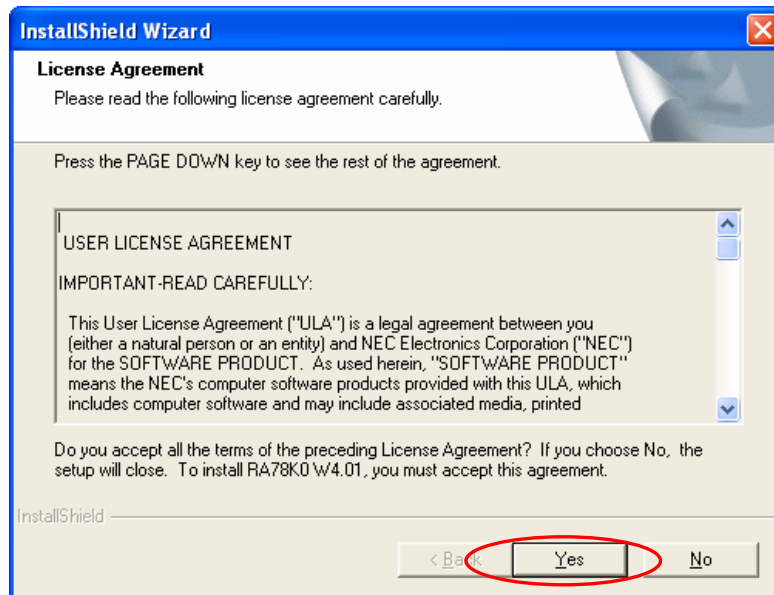 InstallShield Wizard
License Agreement
Please read the following license agreement carefully.
Press the PAGE DOWN key to see the rest of the agreement.
USER LICENSE AGREEMENT
IMPORTANT-READ CAREFULLY:
This User License Agreement ("ULA") is a legal agreement between you
(either a natural person or an entity) and NEC Electronics Corporation ("NEC")
for the SOFTWARE PRODUCT.  As used herein, "SOFTWARE PRODUCT"
means the NEC's computer software products provided with this ULA, which
includes computer software and may include associated media, printed
Do you accept all the terms of the preceding License Agreement?  If you choose No,  the
setup will close.  To install RA78K0 W4.01, you must accept this agreement.
InstallShield
< Back
Yes
No